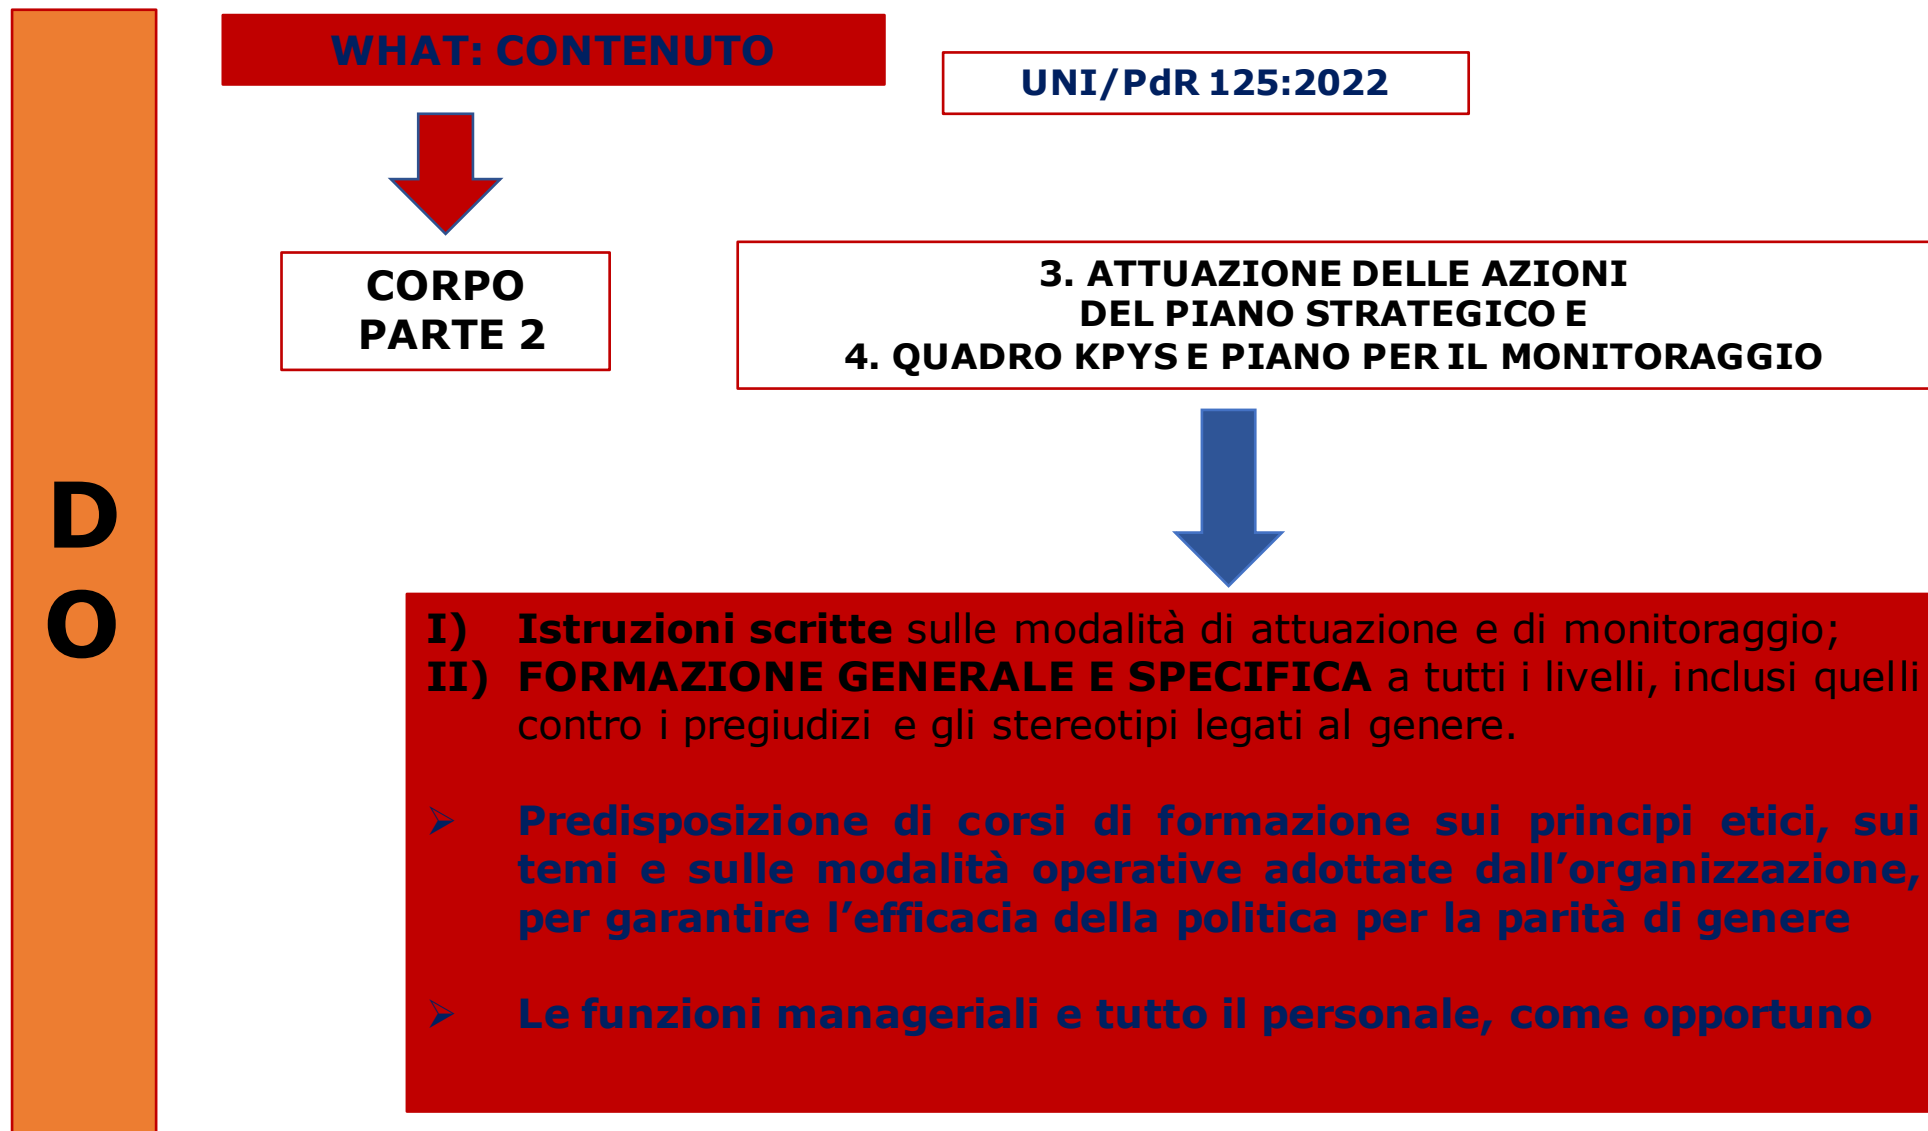 WHAT: CONTENUTO
UNI/PdR 125:2022
CORPO
PARTE 2
3. ATTUAZIONE DELLE AZIONI
DEL PIANO STRATEGICO E
4. QUADRO KPYS E PIANO PER IL MONITORAGGIO
D
O
I) Istruzioni scritte sulle modalità di attuazione e di monitoraggio;
II) FORMAZIONE GENERALE E SPECIFICA a tutti i livelli, inclusi quelli
contro i pregiudizi e gli stereotipi legati al genere.
➢ Predisposizione di corsi di formazione sui principi etici, sui
temi e sulle modalità operative adottate dall’organizzazione,
per garantire l’efficacia della politica per la parità di genere
➢ Le funzioni manageriali e tutto il personale, come opportuno